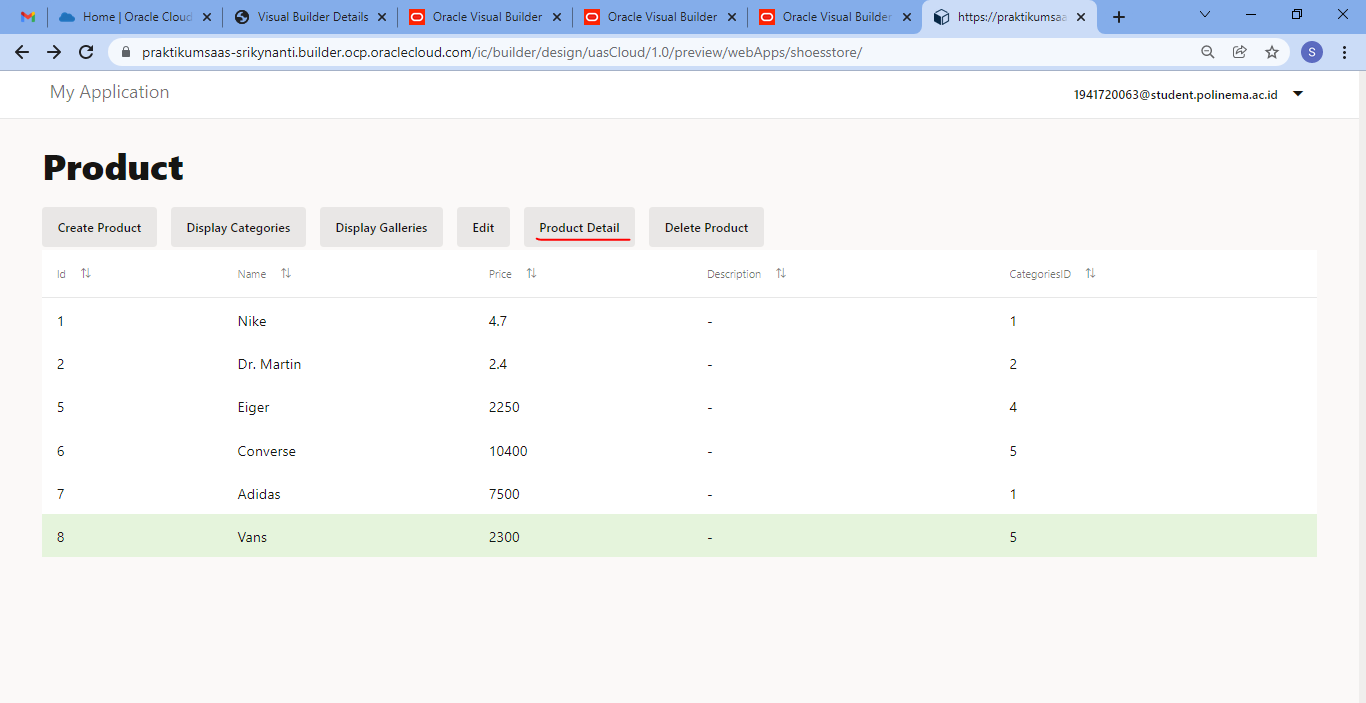 Home | Oracle Cloud
Visual Builder Details
Oracle Visual Builder
Oracle Visual Builder
Oracle Visual Builder
https://praktikumsaa
praktikumsaas-srikynanti.builder.ocp.oraclecloud.com/ic/builder/design/uasCloud/1.0/preview/webApps/shoesstore/
S
My Application
1941720063@student.polinema.ac.id
Product
Create Product Display Categories Display Galleries Edit Product Detail Delete Product
Id Name Price Description CategoriesID
1 Nike 4.7 - 1
2 Dr. Martin 2.4 - 2
5 Eiger 2250 - 4
6 Converse 10400 - 5
7 Adidas 7500 - 1
8 Vans 2300 - 5